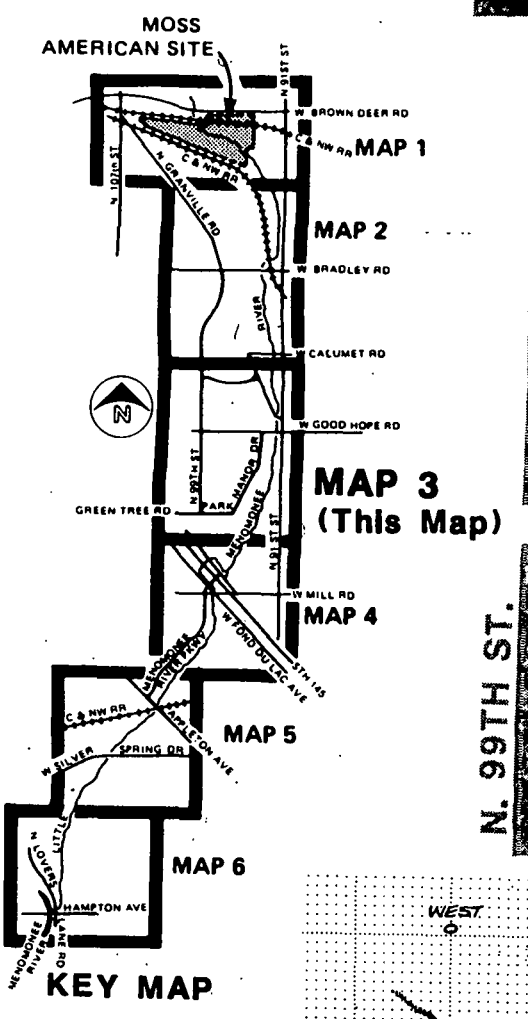 MOSS
AMERICAN SITE
N 91ST ST
W BROWN DEER RD
C & NW RR
MAP 1
C & NW RR
N 107th ST
N GRANVILLE RD
MAP 2
W BRADLEY RD
RIVER
W CALUMET RD
N
W GOOD HOPE RD
N 99TH ST
PARK MANOR DR
MENOMONEE
MAP 3
(This Map)
GREEN TREE RD
N 91 ST ST
W MILL RD
MAP 4
MENOMONEE
RIVER PKWY
W FOND DU LAC AVE
STH 145
C & NW RR
APPLETON AVE
MAP 5
W SILVER SPRING DR
LITTLE
N LOVERS LANE RD
MAP 6
HAMPTON AVE
MENOMONEE
RIVER
KEY MAP
N. 99TH ST.
WEST